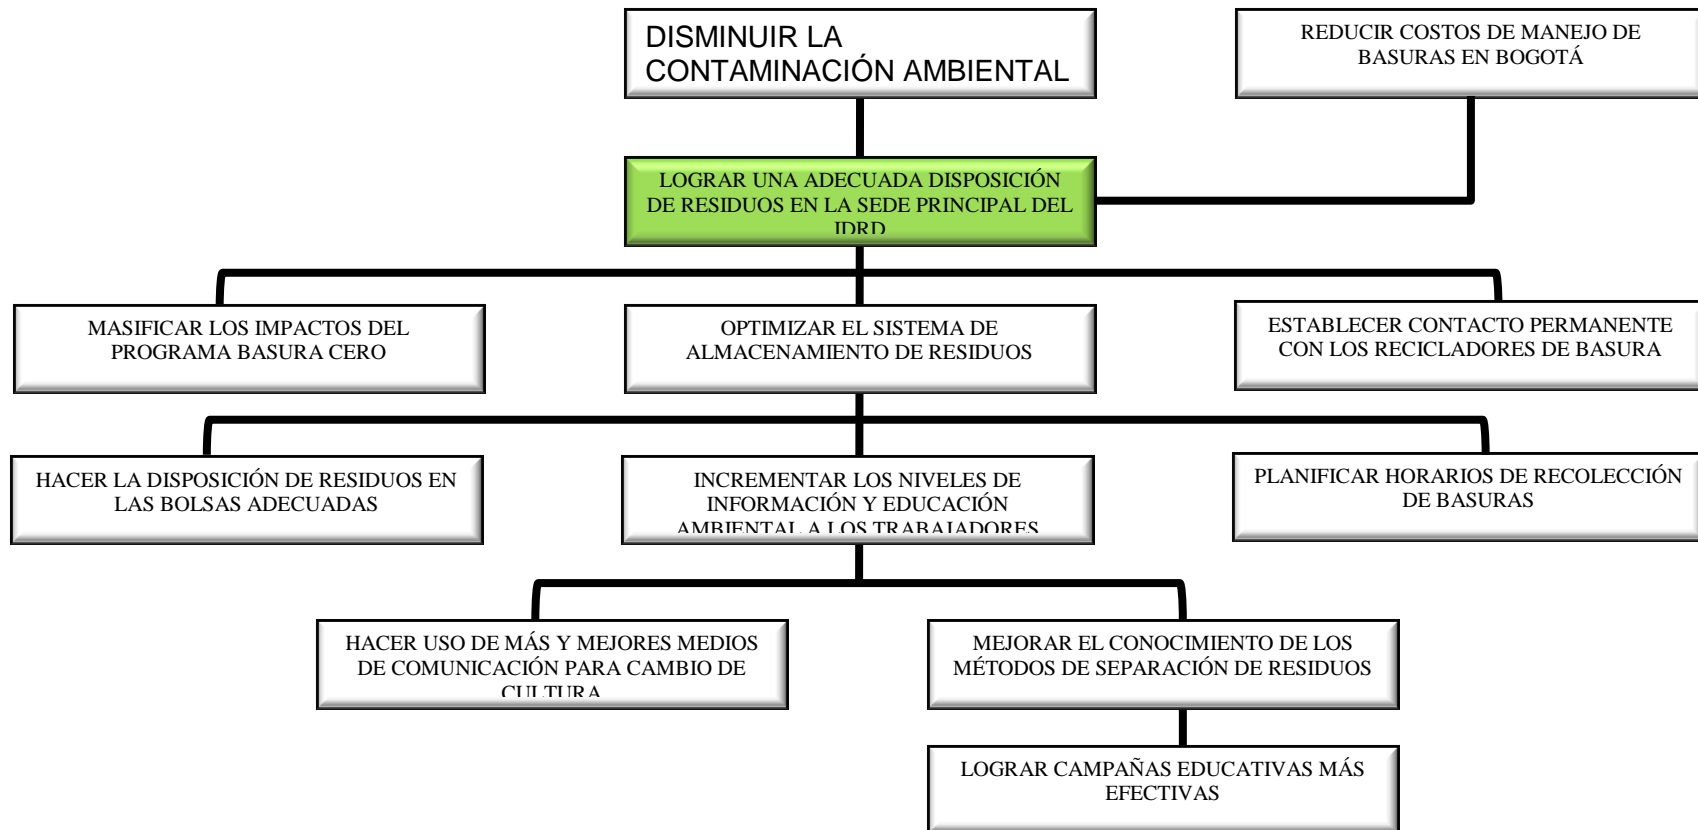 DISMINUIR LA
CONTAMINACIÓN AMBIENTAL
REDUCIR COSTOS DE MANEJO DE
BASURAS EN BOGOTÁ
LOGRAR UNA ADECUADA DISPOSICIÓN
DE RESIDUOS EN LA SEDE PRINCIPAL DEL
IDRD
MASIFICAR LOS IMPACTOS DEL
PROGRAMA BASURA CERO
OPTIMIZAR EL SISTEMA DE
ALMACENAMIENTO DE RESIDUOS
ESTABLECER CONTACTO PERMANENTE
CON LOS RECICLADORES DE BASURA
HACER LA DISPOSICIÓN DE RESIDUOS EN
LAS BOLSAS ADECUADAS
INCREMENTAR LOS NIVELES DE
INFORMACIÓN Y EDUCACIÓN
AMBIENTAL A LOS TRABAJADORES
PLANIFICAR HORARIOS DE RECOLECCIÓN
DE BASURAS
HACER USO DE MÁS Y MEJORES MEDIOS
DE COMUNICACIÓN PARA CAMBIO DE
CULTURA
MEJORAR EL CONOCIMIENTO DE LOS
MÉTODOS DE SEPARACIÓN DE RESIDUOS
LOGRAR CAMPAÑAS EDUCATIVAS MÁS
EFECTIVAS